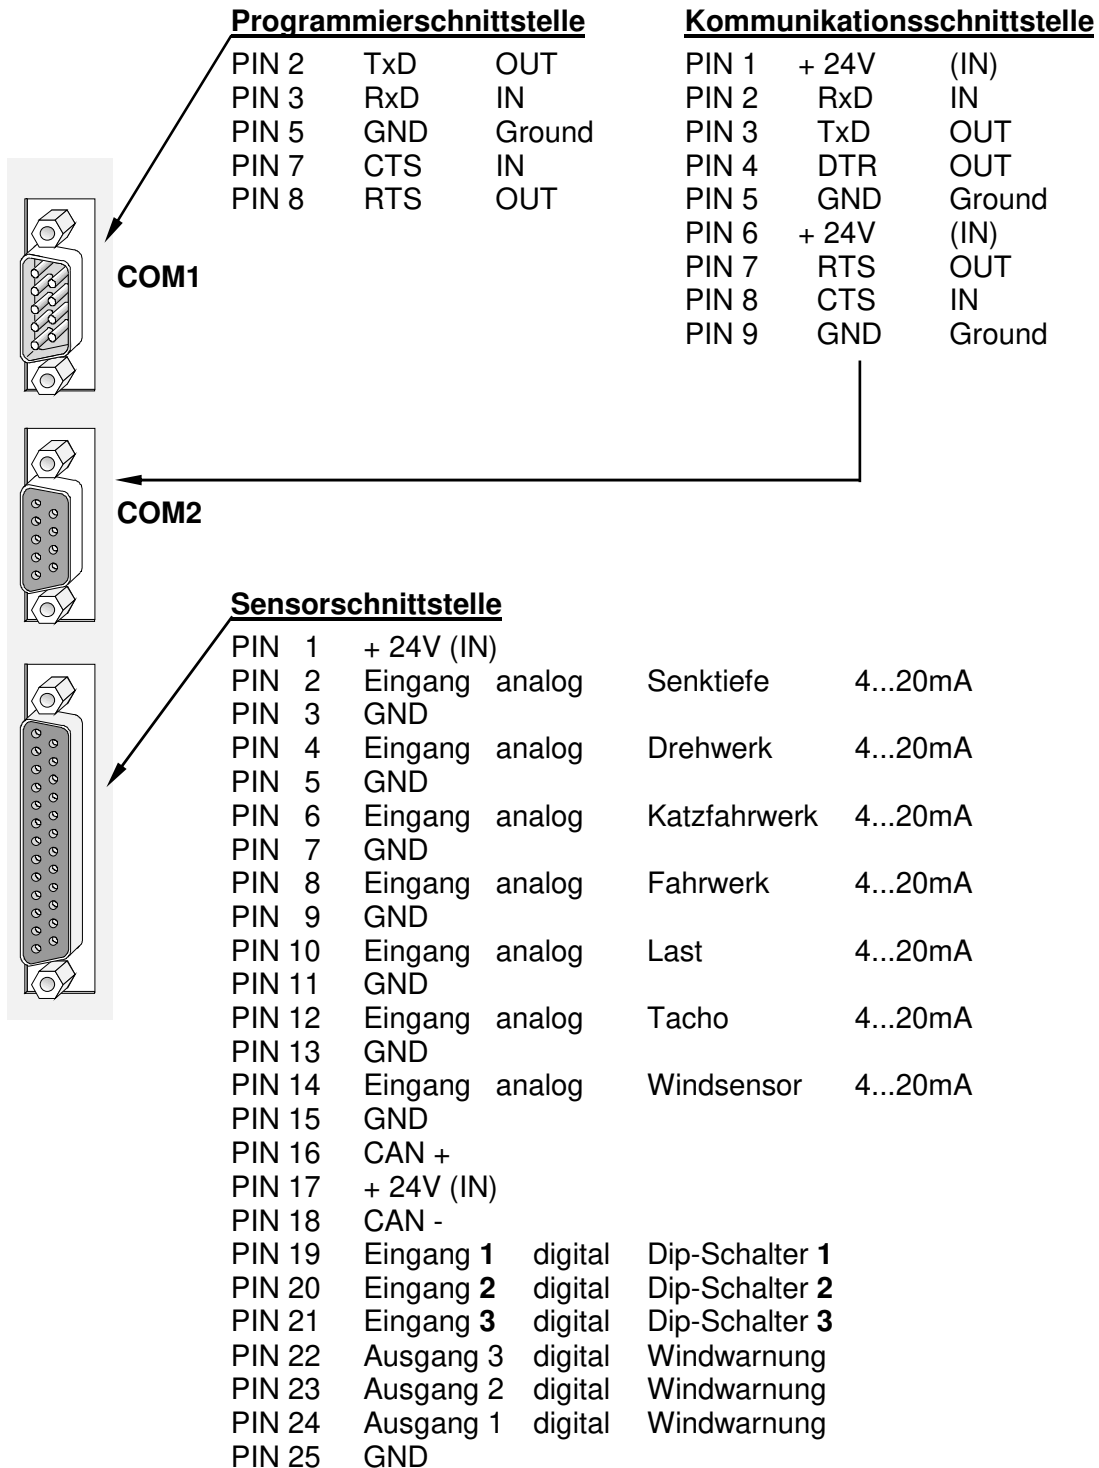 Programmierschnittstelle
PIN 2 TxD OUT
PIN 3 RxD IN
PIN 5 GND Ground
PIN 7 CTS IN
PIN 8 RTS OUT
Kommunikationsschnittstelle
PIN 1 + 24V (IN)
PIN 2 RxD IN
PIN 3 TxD OUT
PIN 4 DTR OUT
PIN 5 GND Ground
PIN 6 + 24V (IN)
PIN 7 RTS OUT
PIN 8 CTS IN
PIN 9 GND Ground
COM1
COM2
Sensorschnittstelle
PIN 1 + 24V (IN)
PIN 2 Eingang analog Senktiefe 4...20mA
PIN 3 GND
PIN 4 Eingang analog Drehwerk 4...20mA
PIN 5 GND
PIN 6 Eingang analog Katzfahrwerk 4...20mA
PIN 7 GND
PIN 8 Eingang analog Fahrwerk 4...20mA
PIN 9 GND
PIN 10 Eingang analog Last 4...20mA
PIN 11 GND
PIN 12 Eingang analog Tacho 4...20mA
PIN 13 GND
PIN 14 Eingang analog Windsensor 4...20mA
PIN 15 GND
PIN 16 CAN +
PIN 17 + 24V (IN)
PIN 18 CAN -
PIN 19 Eingang 1 digital Dip-Schalter 1
PIN 20 Eingang 2 digital Dip-Schalter 2
PIN 21 Eingang 3 digital Dip-Schalter 3
PIN 22 Ausgang 3 digital Windwarnung
PIN 23 Ausgang 2 digital Windwarnung
PIN 24 Ausgang 1 digital Windwarnung
PIN 25 GND